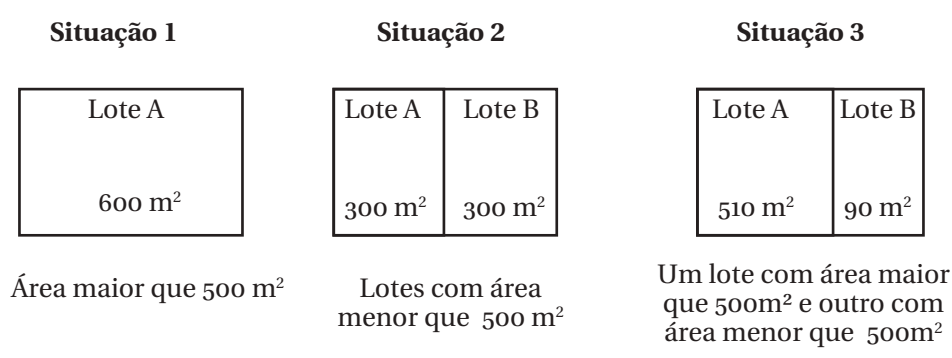 Situação 1
Situação 2
Situação 3
Lote A
600 m²
Lote A
Lote B
300 m²
300 m²
Lote A
Lote B
510 m²
90 m²
Área maior que 500 m²
Lotes com área
menor que 500 m²
Um lote com área maior
que 500m² e outro com
área menor que 500m²